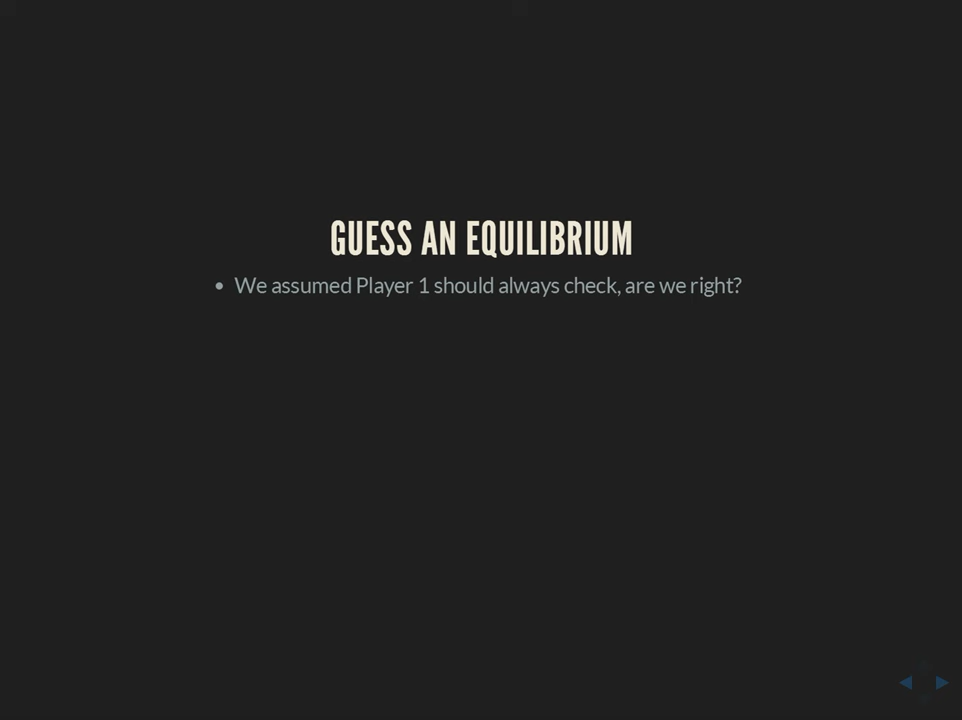 GUESS AN EQUILIBRIUM
• We assumed Player 1 should always check, are we right?